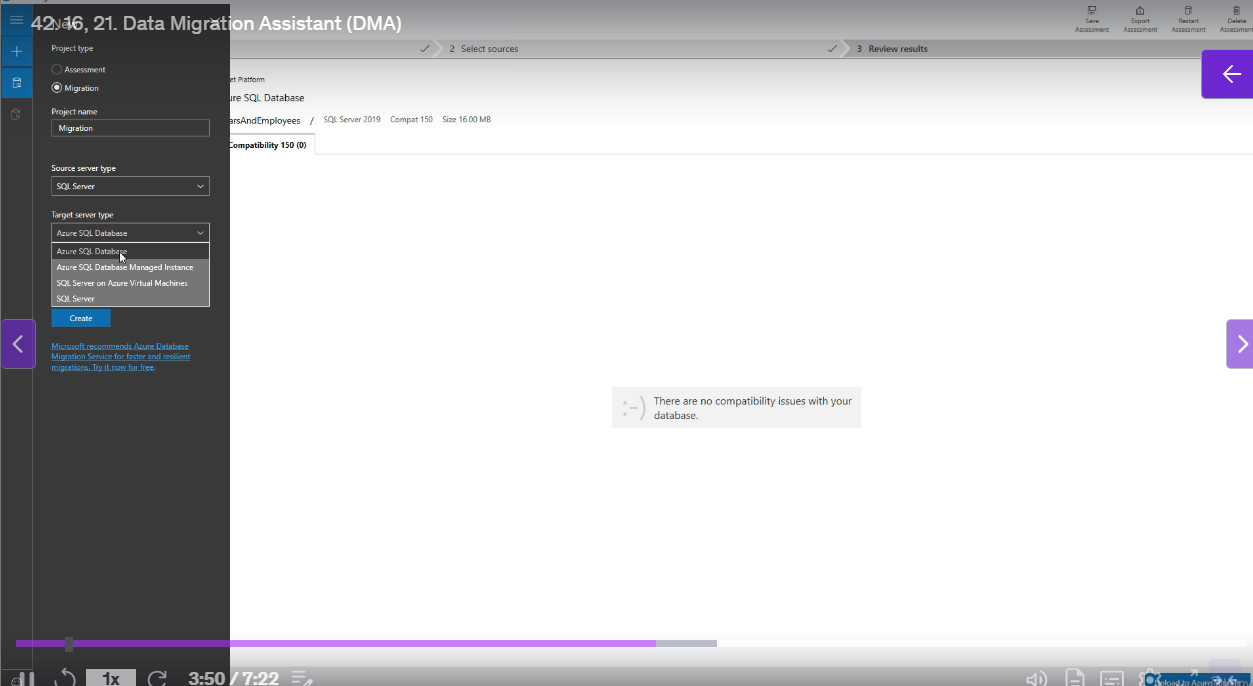 42, 16, 21. Data Migration Assistant (DMA)
New
Save
Assessment
Export
Assessment
Restart
Assessment
Delete
Assessment
Project type
Assessment
Migration
Project name
Migration
Source server type
SQL Server
Target server type
Azure SQL Database
Azure SQL Database
Azure SQL Database Managed Instance
SQL Server on Azure Virtual Machines
SQL Server
Create
Microsoft recommends Azure Database
Migration Service for faster and resilient
migrations. Try it now for free.
2 Select sources
3 Review results
et Platform
ure SQL Database
arsAndEmployees / SQL Server 2019 Compat 150 Size 16.00 MB
Compatibility 150 (0)
:-) There are no compatibility issues with your
database.
1x
3:50 / 7:22